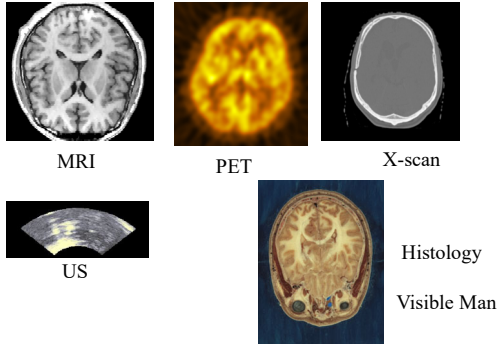 MRI
PET
X-scan
US
Histology
Visible Man